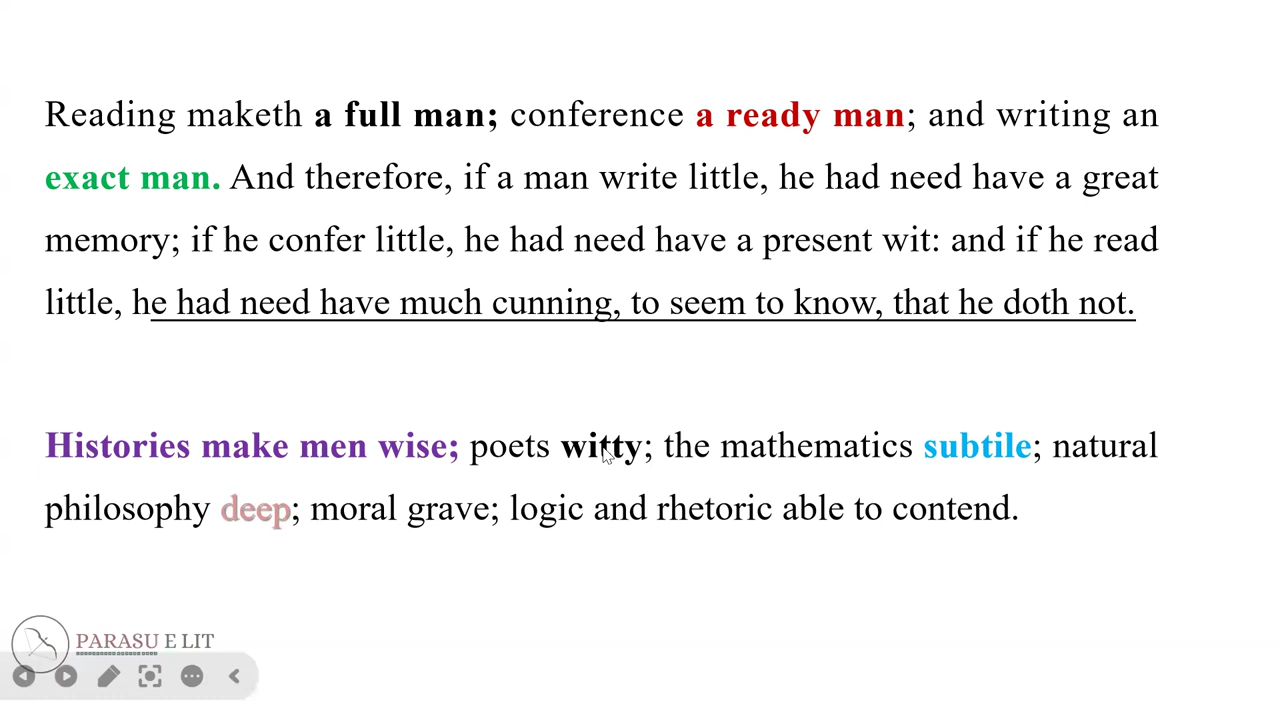 Reading maketh a full man; conference a ready man; and writing an
exact man. And therefore, if a man write little, he had need have a great
memory; if he confer little, he had need have a present wit: and if he read
little, he had need have much cunning, to seem to know, that he doth not.
Histories make men wise; poets witty; the mathematics subtile; natural
philosophy deep; moral grave; logic and rhetoric able to contend.
PARASU E LIT